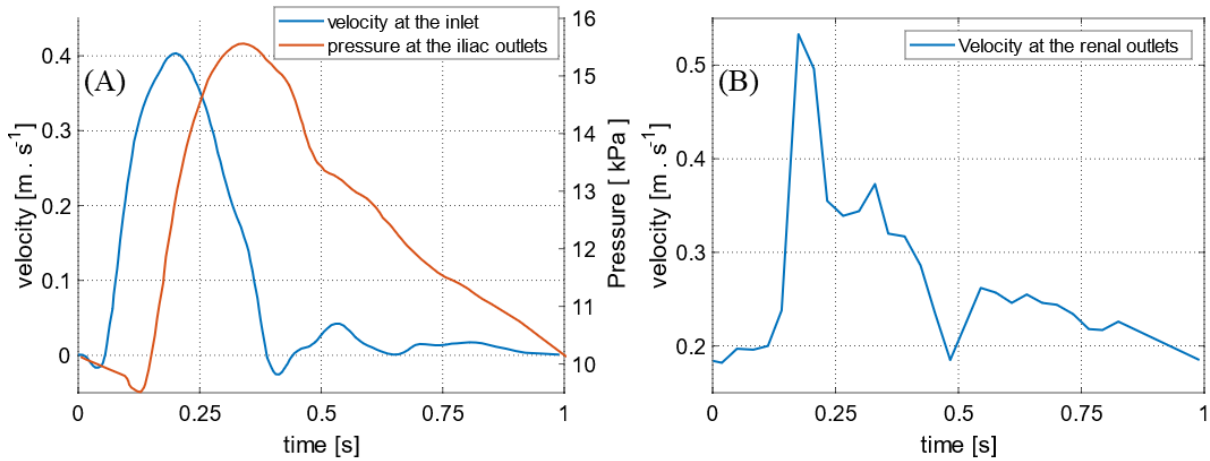 velocity at the inlet
pressure at the iliac outlets
(A)
velocity [m . s-1]
0.4
0.3
0.2
0.1
0
16
15
14
13
12
11
10
Pressure [ kPa]
0
0.25
0.5
0.75
1
time [s]
Velocity at the renal outlets
(B)
velocity [m . s-1]
0.5
0.4
0.3
0.2
0
0.25
0.5
0.75
1
time [s]